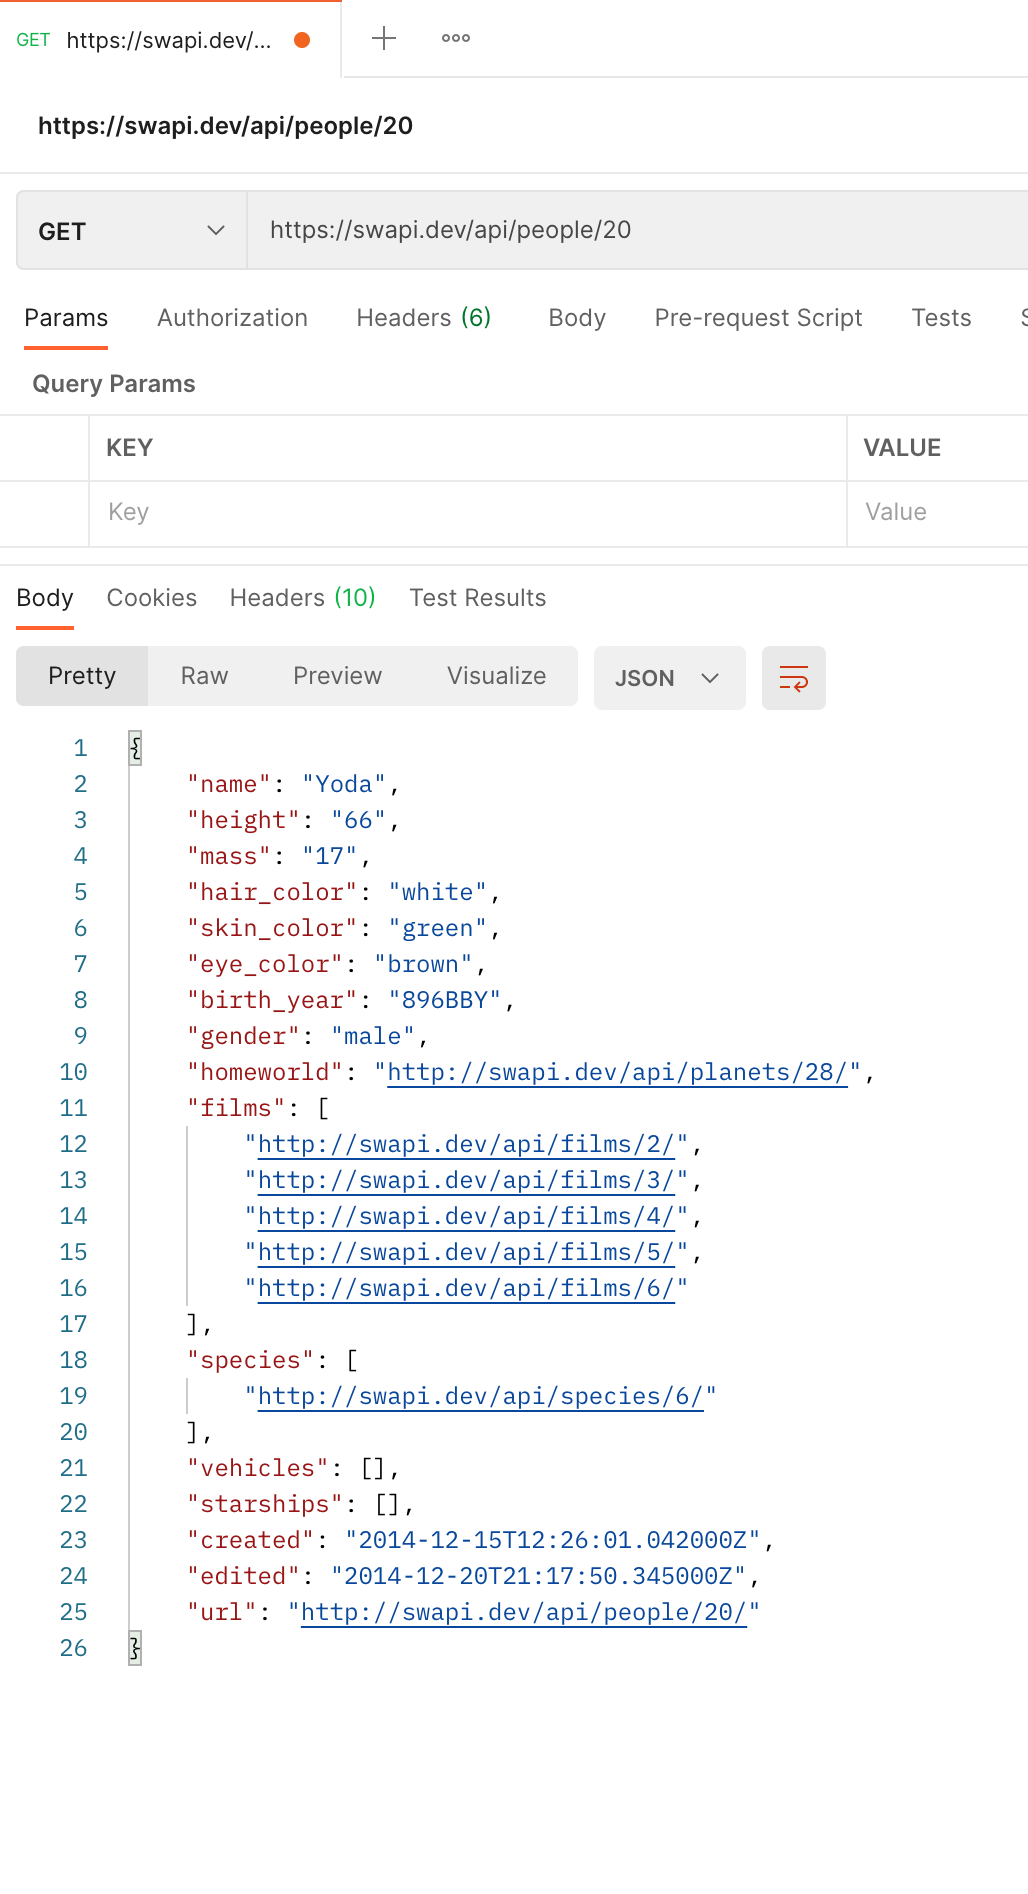 GET https://swapi.dev/...
https://swapi.dev/api/people/20
GET https://swapi.dev/api/people/20
Params Authorization Headers (6) Body Pre-request Script Tests S
Query Params
KEY VALUE
Key Value
Body Cookies Headers (10) Test Results
Pretty Raw Preview Visualize JSON
1 {
2 "name": "Yoda",
3 "height": "66",
4 "mass": "17",
5 "hair_color": "white",
6 "skin_color": "green",
7 "eye_color": "brown",
8 "birth_year": "896BBY",
9 "gender": "male",
10 "homeworld": "http://swapi.dev/api/planets/28/",
11 "films": [
12 "http://swapi.dev/api/films/2/",
13 "http://swapi.dev/api/films/3/",
14 "http://swapi.dev/api/films/4/",
15 "http://swapi.dev/api/films/5/",
16 "http://swapi.dev/api/films/6/"
17 ],
18 "species": [
19 "http://swapi.dev/api/species/6/"
20 ],
21 "vehicles": [],
22 "starships": [],
23 "created": "2014-12-15T12:26:01.042000Z",
24 "edited": "2014-12-20T21:17:50.345000Z",
25 "url": "http://swapi.dev/api/people/20/"
26 }